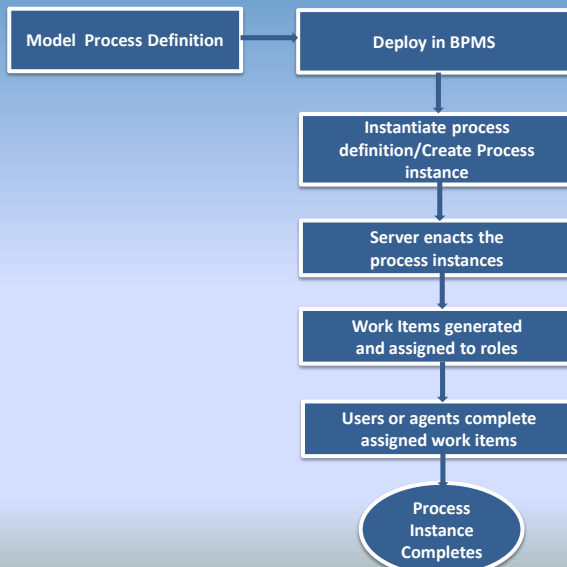 Model Process Definition
Deploy in BPMS
Instantiate process
definition/Create Process
instance
Server enacts the
process instances
Work Items generated
and assigned to roles
Users or agents complete
assigned work items
Process
Instance
Completes